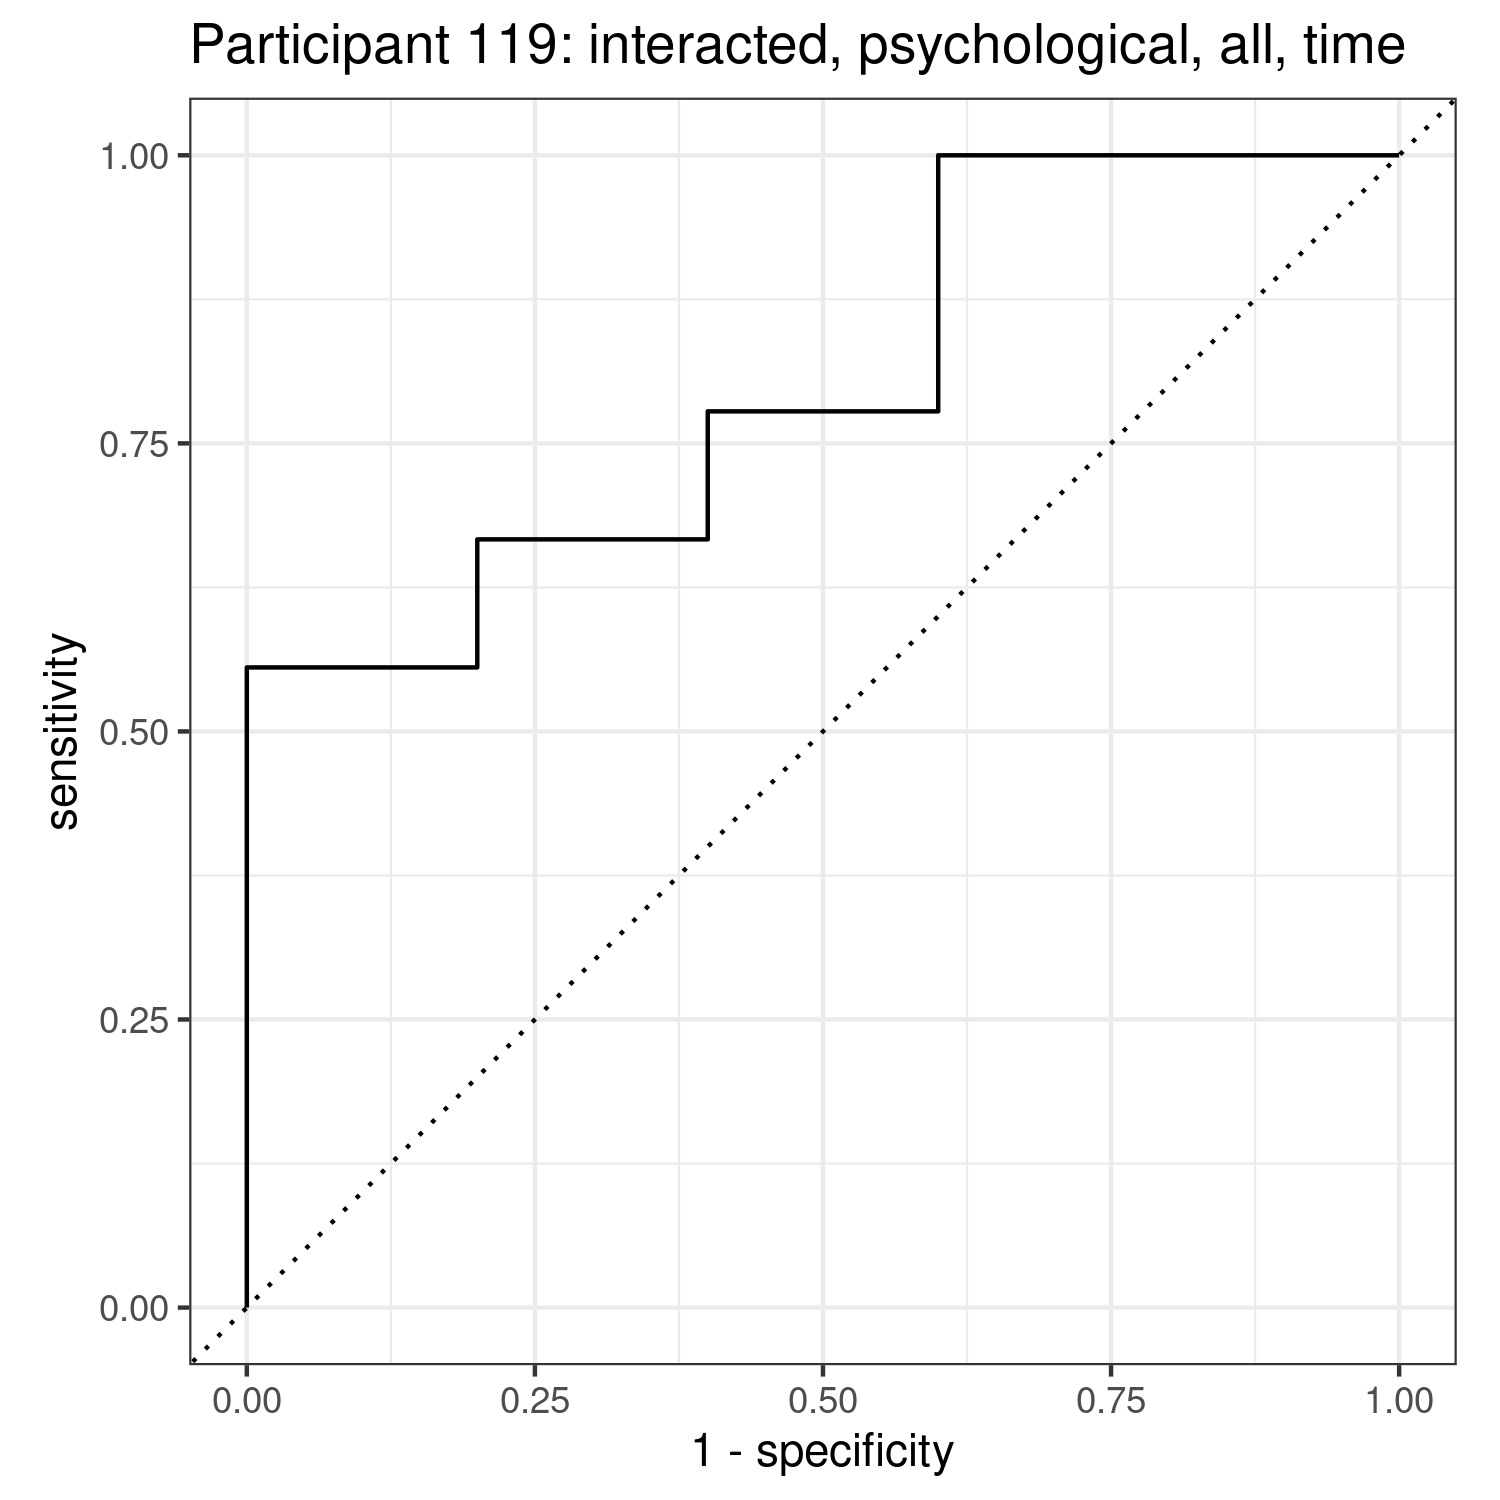 Participant 119: interacted, psychological, all, time
1.00
0.75
0.50
0.25
0.00
sensitivity
0.00 0.25 0.50 0.75 1.00
1 - specificity